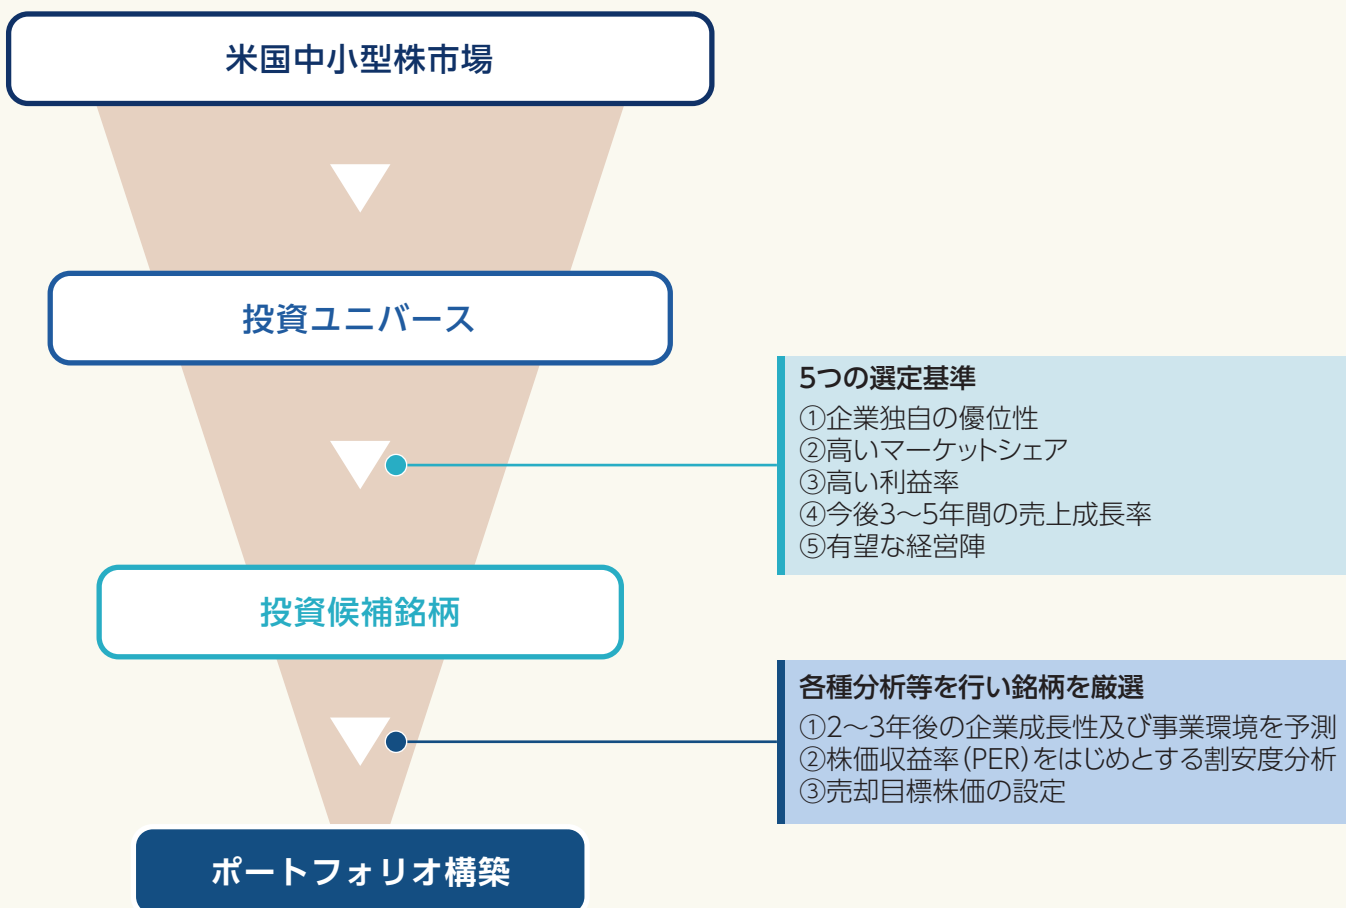 米国中小型株市場
投資ユニバース
5つの選定基準
①企業独自の優位性
②高いマーケットシェア
③高い利益率
④今後3～5年間の売上成長率
⑤有望な経営陣
投資候補銘柄
各種分析等を行い銘柄を厳選
①2～3年後の企業成長性及び事業環境を予測
②株価収益率(PER)をはじめとする割安度分析
③売却目標株価の設定
ポートフォリオ構築